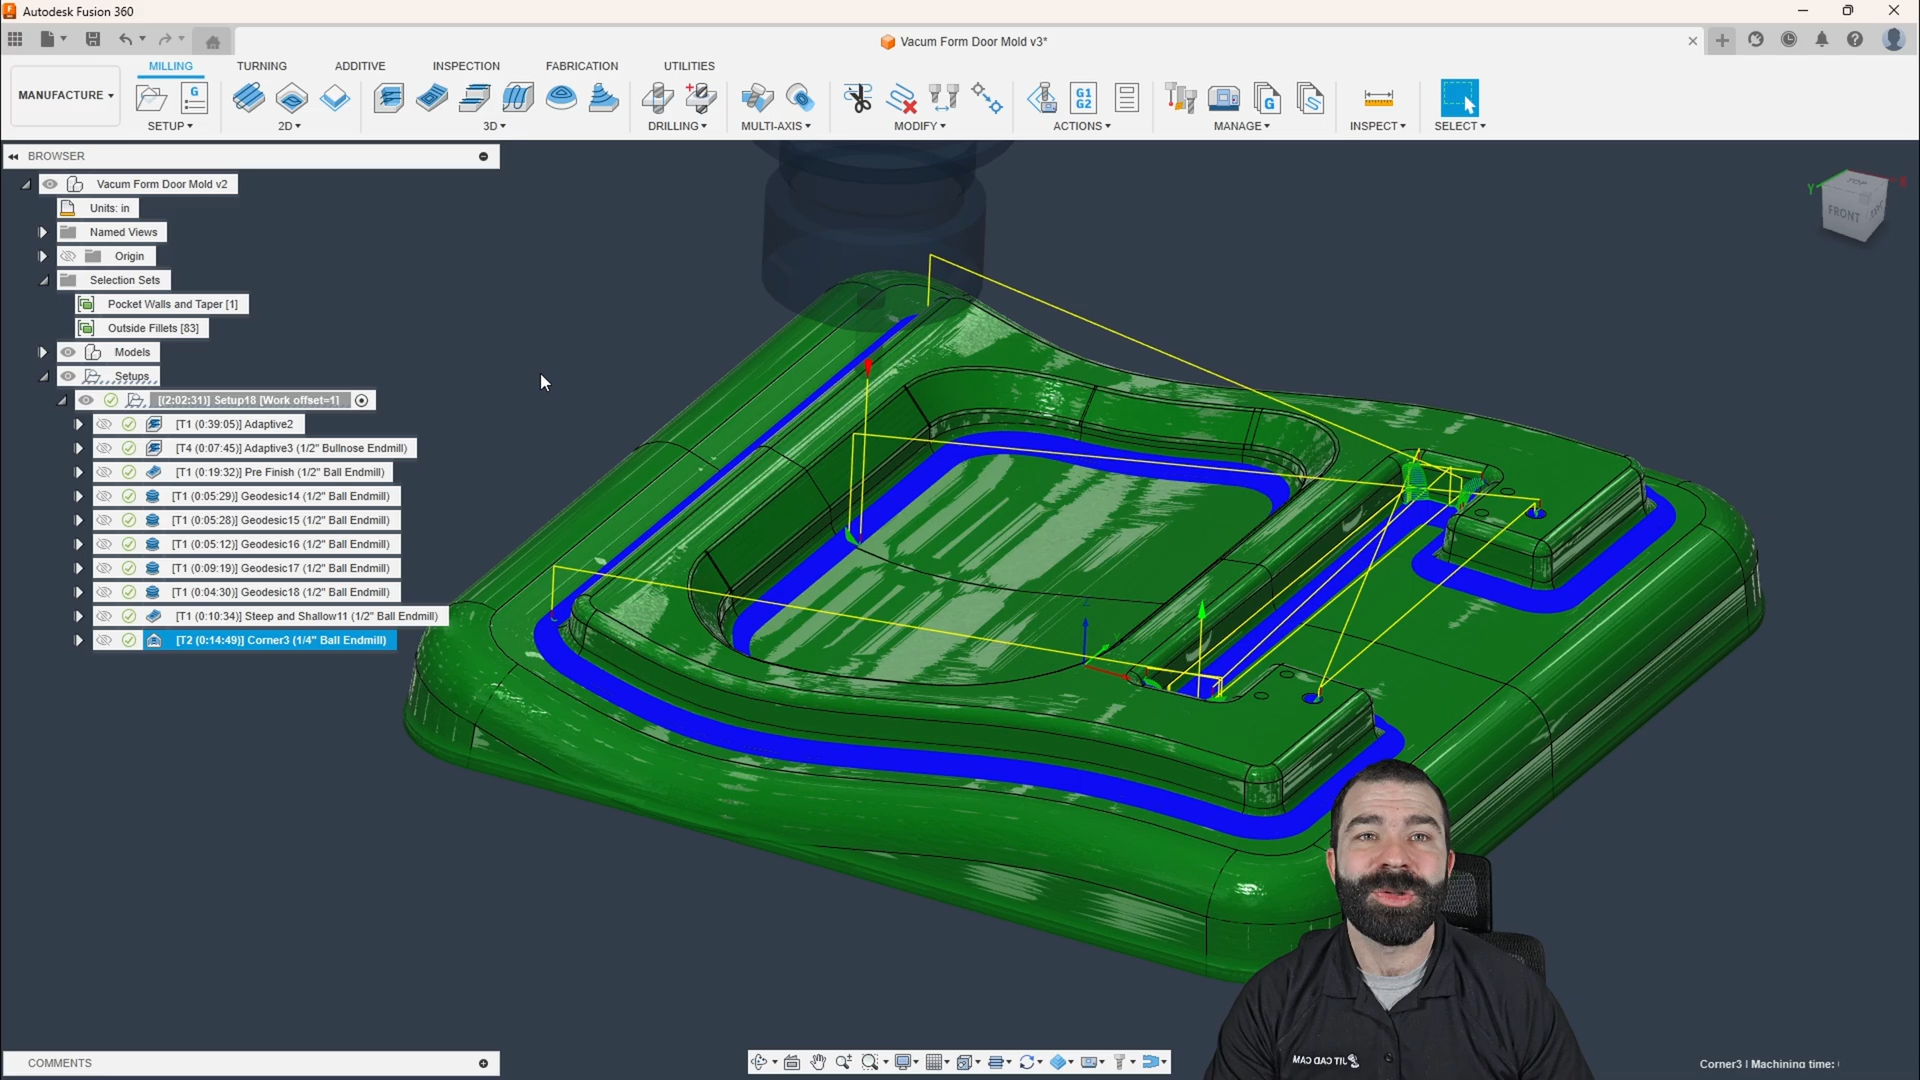 Autodesk Fusion 360
Vacum Form Door Mold v3*
MILLING TURNING ADDITIVE INSPECTION FABRICATION UTILITIES
MANUFACTURE
SETUP 2D 3D DRILLING MULTI-AXIS MODIFY ACTIONS MANAGE INSPECT SELECT
G
G1
G2
G
BROWSER
Vacum Form Door Mold v2
Units: in
Named Views
Origin
Selection Sets
Pocket Walls and Taper [1]
Outside Fillets [83]
Models
Setups
[(2:02:31)] Setup18 [Work offset=1]
[T1 (0:39:05)] Adaptive2
[T4 (0:07:45)] Adaptive3 (1/2" Bullnose Endmill)
[T1 (0:19:32)] Pre Finish (1/2" Ball Endmill)
[T1 (0:05:29)] Geodesic14 (1/2" Ball Endmill)
[T1 (0:05:28)] Geodesic15 (1/2" Ball Endmill)
[T1 (0:05:12)] Geodesic16 (1/2" Ball Endmill)
[T1 (0:09:19)] Geodesic17 (1/2" Ball Endmill)
[T1 (0:04:30)] Geodesic18 (1/2" Ball Endmill)
[T1 (0:10:34)] Steep and Shallow11 (1/2" Ball Endmill)
[T2 (0:14:49)] Corner3 (1/4" Ball Endmill)
TOP
FRONT
Y
Z
COMMENTS
Corner3 | Machining time: